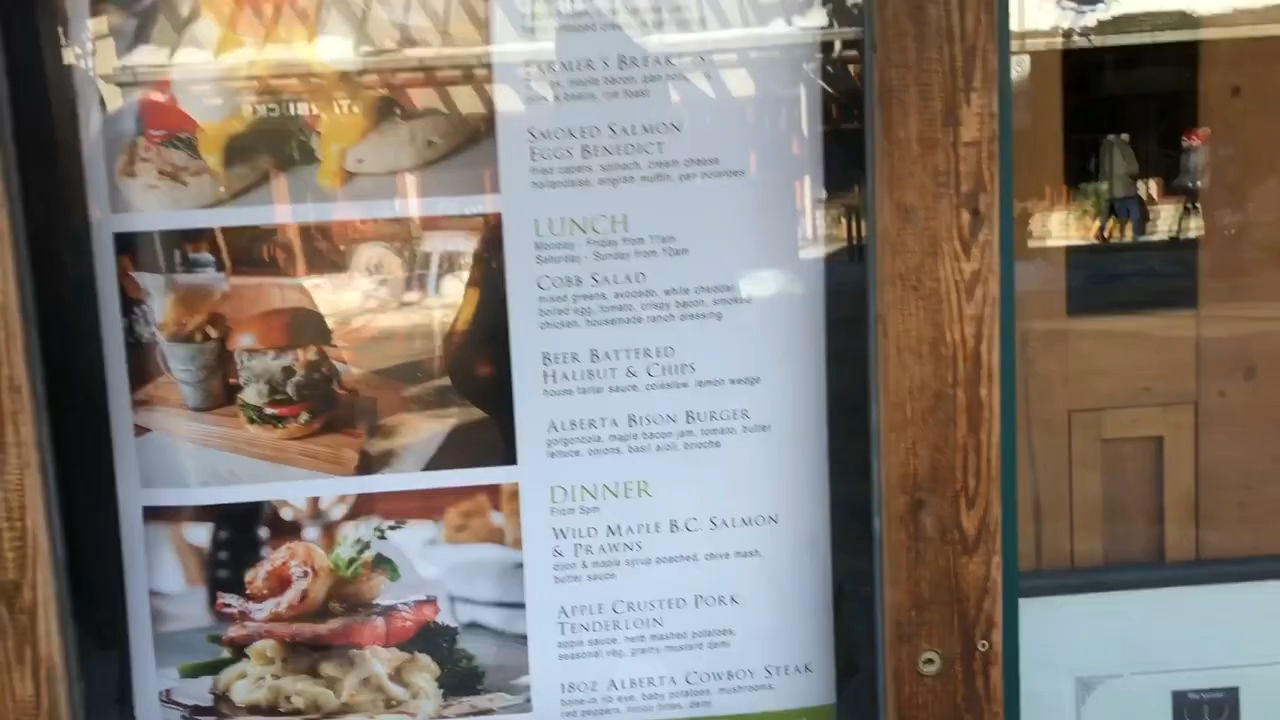 FARMER'S BREAKFAST
SMOKED SALMON
EGGS BENEDICT
fried capers, spinach, cream cheese
hollandaise, english muffin, pan potatoes
LUNCH
Monday - Friday from 11am
Saturday - Sunday from 10am
COBB SALAD
mixed greens, avocado, white cheddar,
boiled egg, tomato, crispy bacon, smoked
chicken, housemade ranch dressing
BEER BATTERED
HALIBUT & CHIPS
house tartar sauce, coleslaw, lemon wedge
ALBERTA BISON BURGER
gorgonzola, maple bacon jam, tomato, butter
lettuce, onions, basil aioli, brioche
DINNER
From 5pm
WILD MAPLE B.C. SALMON
& PRAWNS
dijon & maple syrup poached, chive mash,
butter sauce
APPLE CRUSTED PORK
TENDERLOIN
apple sauce, herb mashed potatoes,
seasonal veg, grainy mustard demi
18OZ ALBERTA COWBOY STEAK
bone-in rib eye, baby potatoes, mushrooms,
red peppers, demi